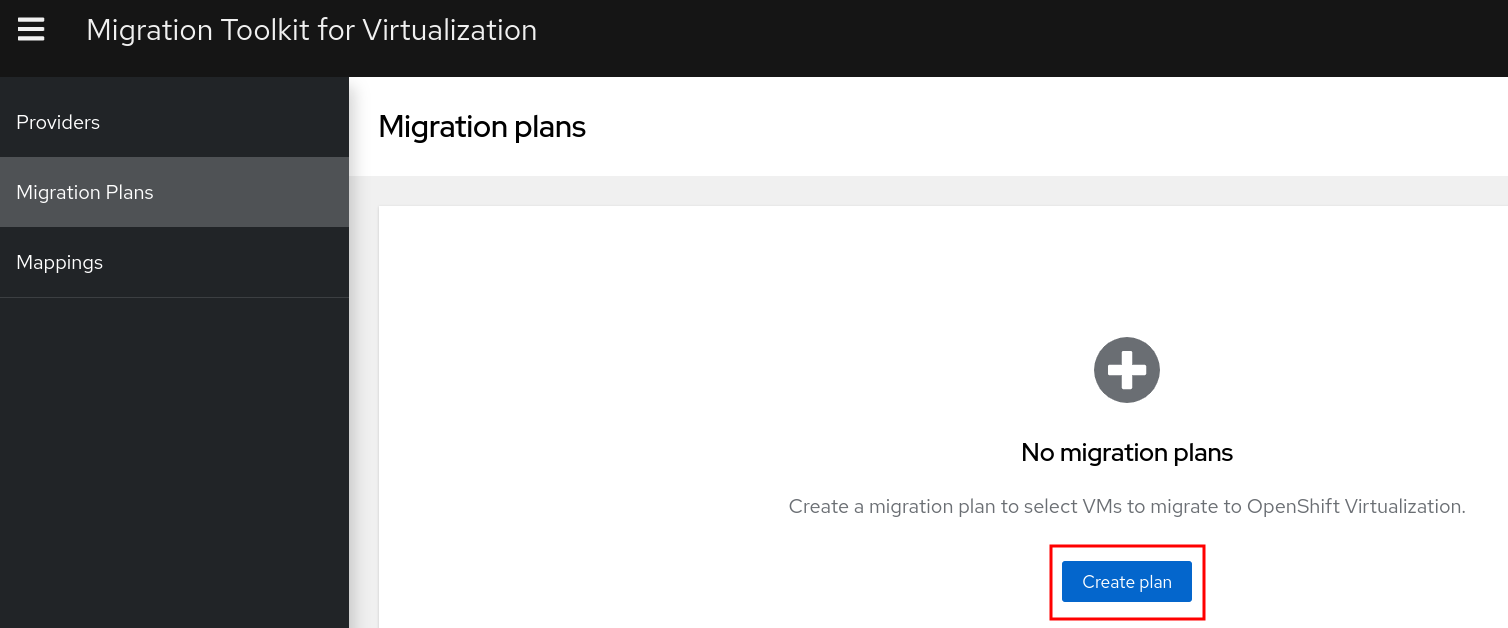 Migration Toolkit for Virtualization
Providers
Migration Plans
Mappings
Migration plans
No migration plans
Create a migration plan to select VMs to migrate to OpenShift Virtualization.
Create plan